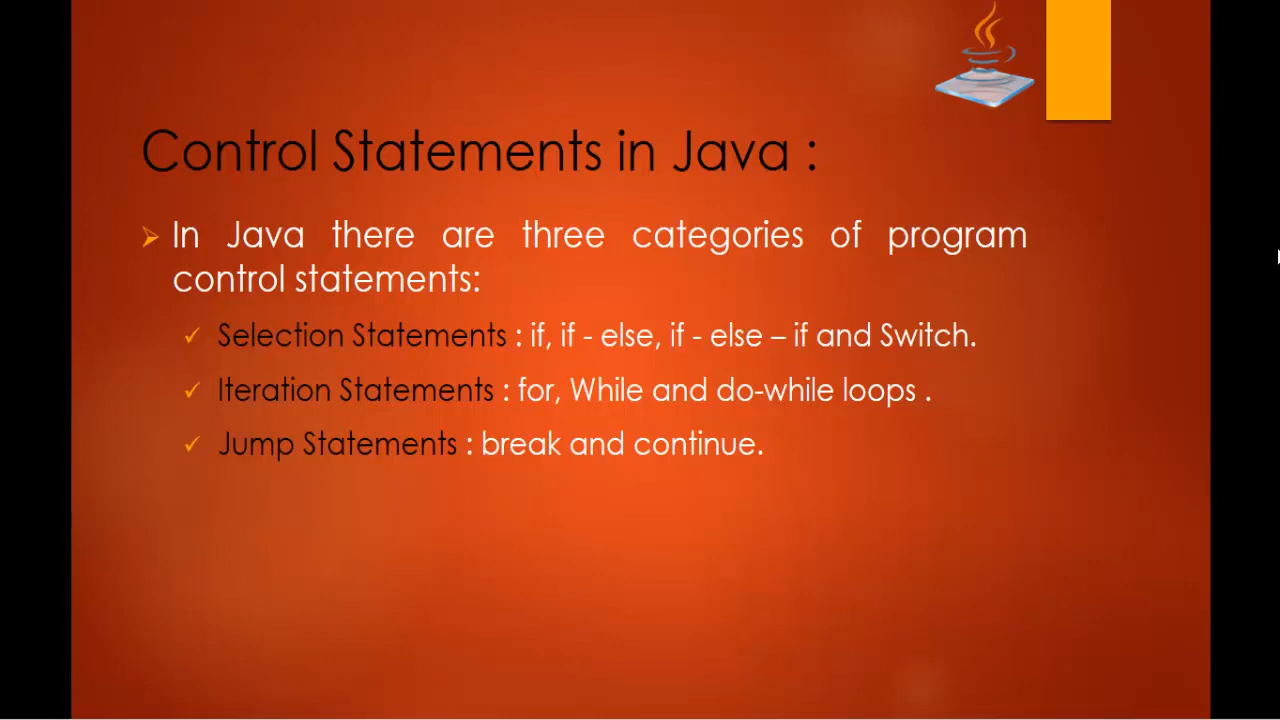 Control Statements in Java :
In Java there are three categories of program
control statements:
Selection Statements : if, if - else, if - else – if and Switch.
Iteration Statements : for, While and do-while loops .
Jump Statements : break and continue.